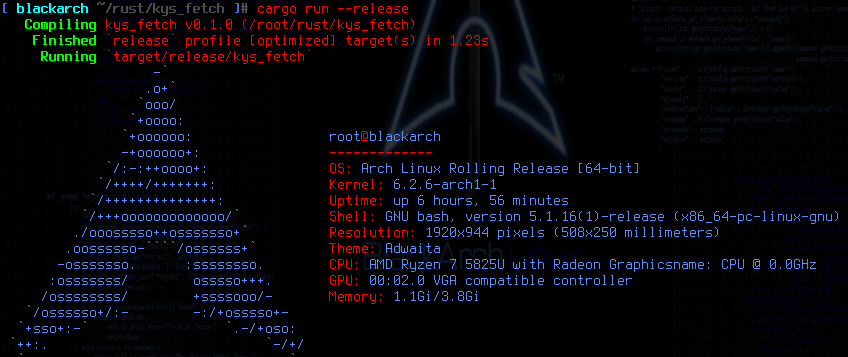 [ blackarch ~/rust/kys_fetch ]# cargo run --release
Compiling kys_fetch v0.1.0 (/root/rust/kys_fetch)
Finished `release` profile [optimized] target(s) in 1.23s
Running `target/release/kys_fetch`
-`
.o+`
`ooo/
`+oooo:
`+oooooo:
-+oooooo+:
`/:-:++oooo+:
`/++++/+++++++:
`/++++++++++++++:
`/+++ooooooooooooo/`
./ooosssso++osssssso+`
.oossssso-````/ossssss+`
-osssssso. :ssssssso.
:osssssss/ osssso+++.
/ossssssss/ +ssssooo/-
`/ossssso+/:- -:/+osssso+-
`+sso+:-` `.-/+oso:
`++:. `-/+/
.` `
root@blackarch
-------------
OS: Arch Linux Rolling Release [64-bit]
Kernel: 6.2.6-arch1-1
Uptime: up 6 hours, 56 minutes
Shell: GNU bash, version 5.1.16(1)-release (x86_64-pc-linux-gnu)
Resolution: 1920x944 pixels (508x250 millimeters)
Theme: Adwaita
CPU: AMD Ryzen 7 5825U with Radeon Graphicsname: CPU @ 0.0GHz
GPU: 00:02.0 VGA compatible controller
Memory: 1.1Gi/3.8Gi
TM